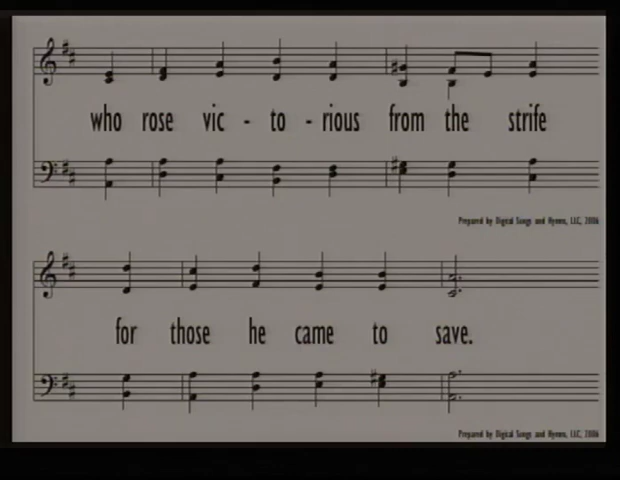 who rose vic - to - rious from the strife
Prepared by Digital Songs and Hymns, LLC, 2006
for those he came to save.
Prepared by Digital Songs and Hymns, LLC, 2006